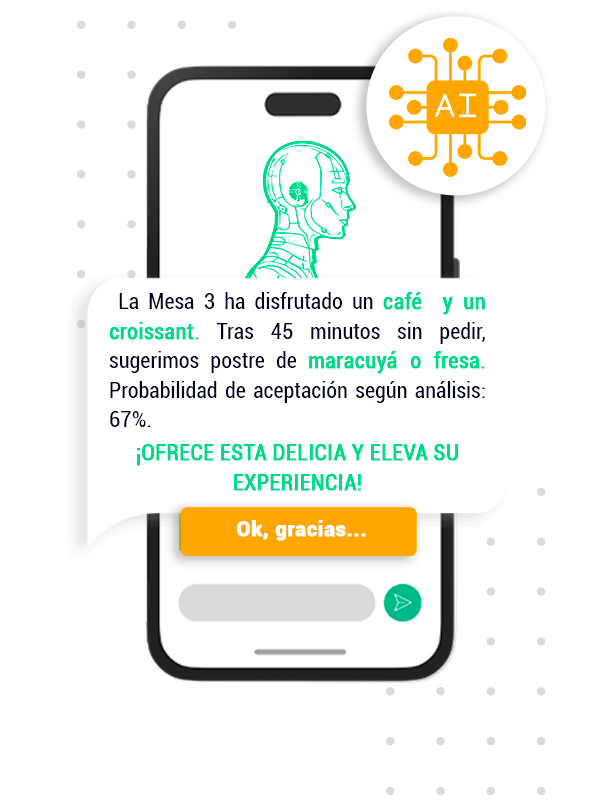 AI
La Mesa 3 ha disfrutado un café y un
croissant. Tras 45 minutos sin pedir,
sugerimos postre de maracuyá o fresa.
Probabilidad de aceptación según análisis:
67%.
¡OFRECE ESTA DELICIA Y ELEVA SU
EXPERIENCIA!
Ok, gracias...